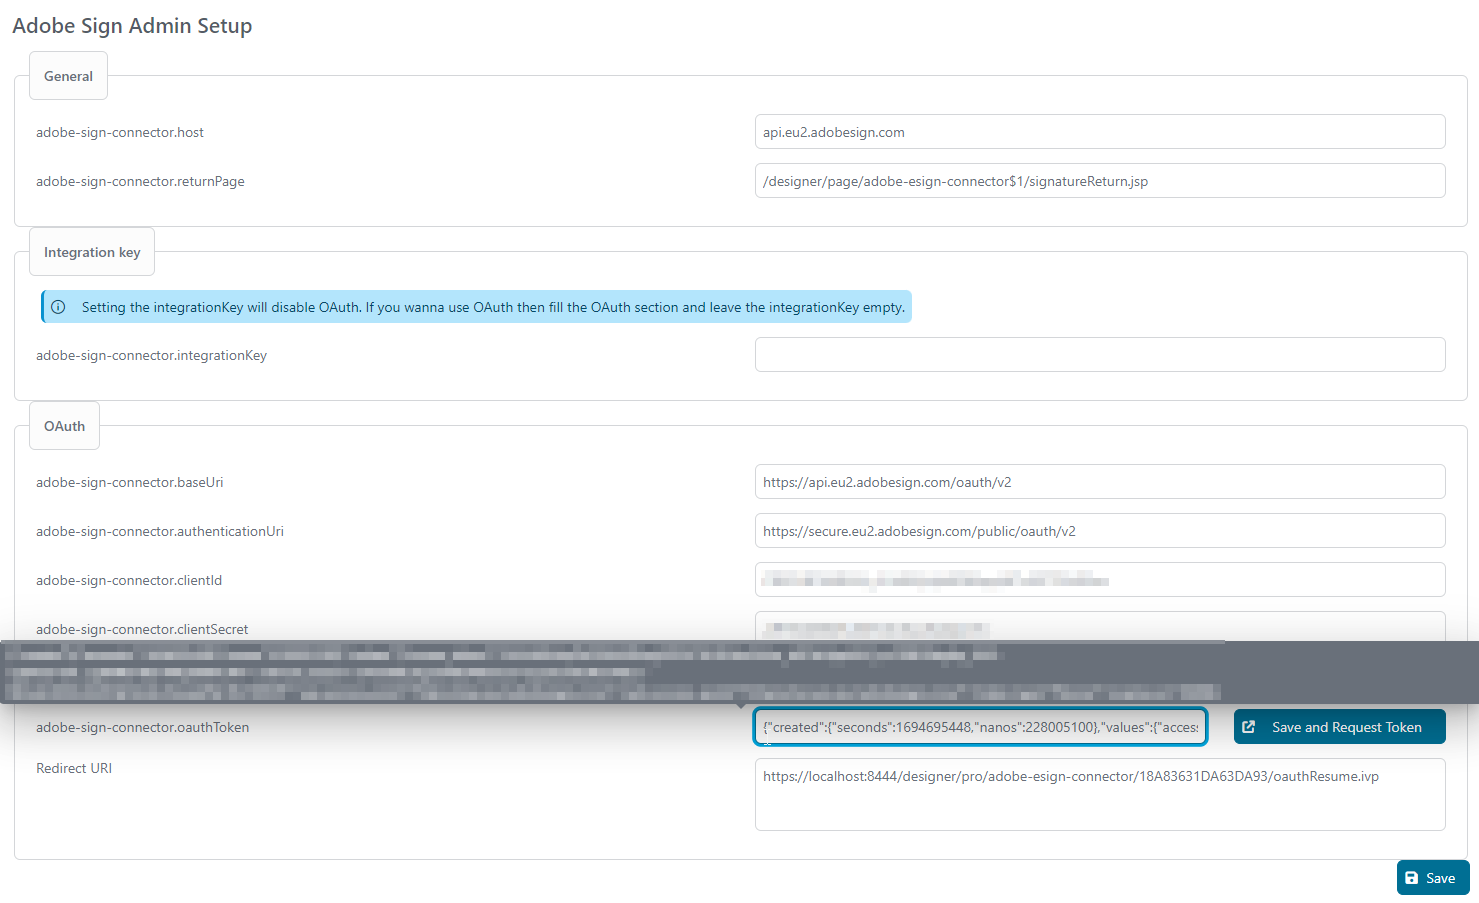 Adobe Sign Admin Setup
General
adobe-sign-connector.host
api.eu2.adobesign.com
adobe-sign-connector.returnPage
/designer/page/adobe-esign-connector$1/signatureReturn.jsp
Integration key
Setting the integrationKey will disable OAuth. If you wanna use OAuth then fill the OAuth section and leave the integrationKey empty.
adobe-sign-connector.integrationKey
OAuth
adobe-sign-connector.baseUri
https://api.eu2.adobesign.com/oauth/v2
adobe-sign-connector.authenticationUri
https://secure.eu2.adobesign.com/public/oauth/v2
adobe-sign-connector.clientId
adobe-sign-connector.clientSecret
adobe-sign-connector.oauthToken
{"created":{"seconds":1694695448,"nanos":228005100},"values":{"access
Save and Request Token
Redirect URI
https://localhost:8444/designer/pro/adobe-esign-connector/18A83631DA63DA93/oauthResume.ivp
Save